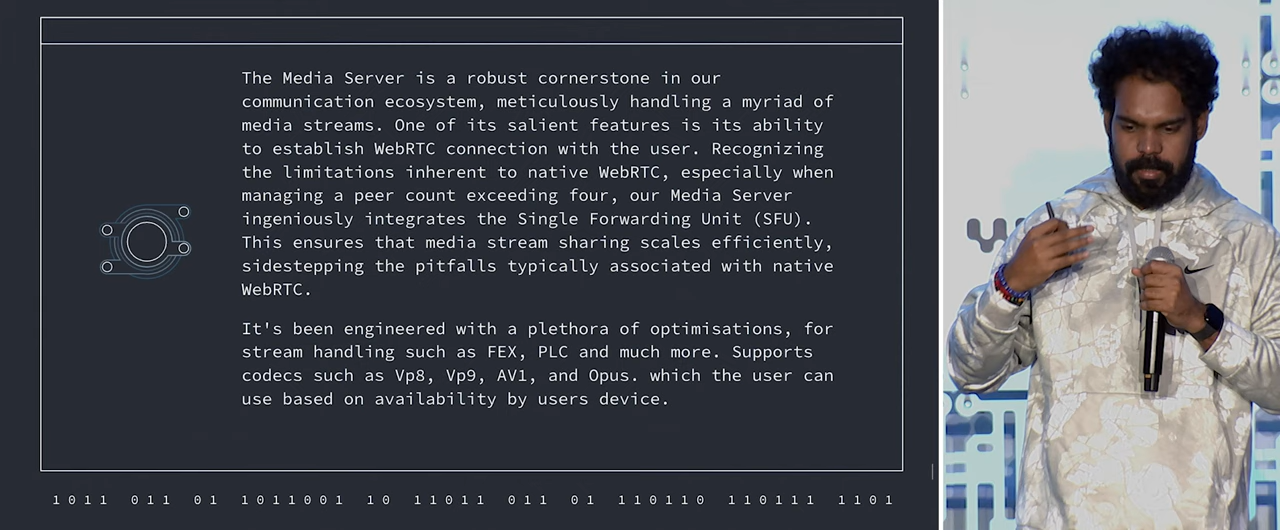 The Media Server is a robust cornerstone in our
communication ecosystem, meticulously handling a myriad of
media streams. One of its salient features is its ability
to establish WebRTC connection with the user. Recognizing
the limitations inherent to native WebRTC, especially when
managing a peer count exceeding four, our Media Server
ingeniously integrates the Single Forwarding Unit (SFU).
This ensures that media stream sharing scales efficiently,
sidestepping the pitfalls typically associated with native
WebRTC.
It's been engineered with a plethora of optimisations, for
stream handling such as FEX, PLC and much more. Supports
codecs such as Vp8, Vp9, AV1, and Opus. which the user can
use based on availability by users device.
1011 011 01 1011001 10 11011 011 01 110110 110111 1101